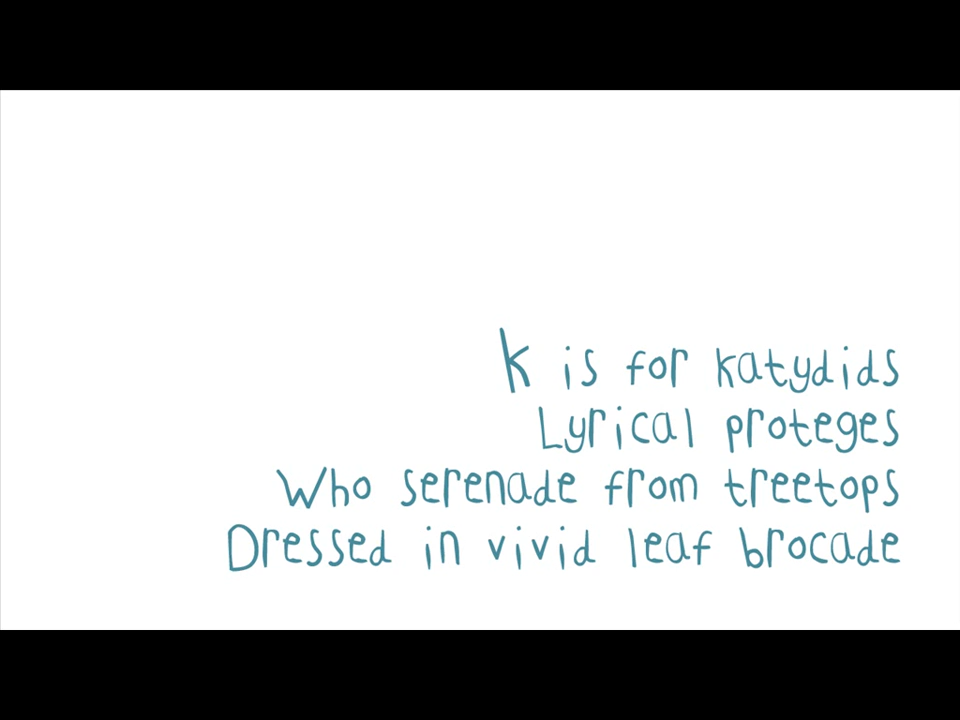 K is for katydids
Lyrical proteges
Who serenade from treetops
Dressed in vivid leaf brocade